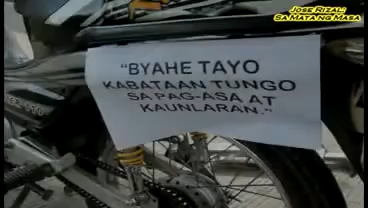 JOSE RIZAL:
SA MATA NG MASA
"BYAHE TAYO
KABATAAN TUNGO
SA PAG-ASA AT
KAUNLARAN."